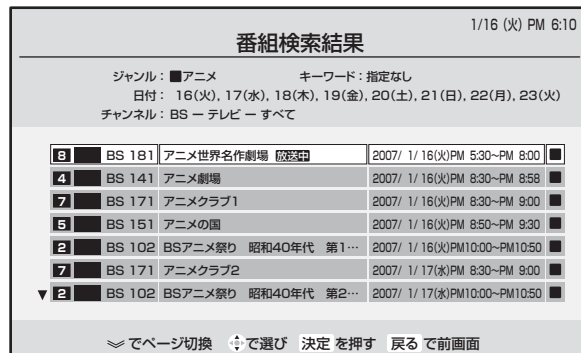 1/16 (火) PM 6:10
番組検索結果
ジャンル：■アニメ　キーワード：指定なし
日付： 16(火), 17(水), 18(木), 19(金), 20(土), 21(日), 22(月), 23(火)
チャンネル：BS ー テレビ ー すべて
8 BS 181 アニメ世界名作劇場 放送中 2007/ 1/ 16(火)PM 5:30~PM 8:00
4 BS 141 アニメ劇場 2007/ 1/ 16(火)PM 8:30~PM 8:58
7 BS 171 アニメクラブ1 2007/ 1/ 16(火)PM 8:30~PM 9:00
5 BS 151 アニメの国 2007/ 1/ 16(火)PM 8:50~PM 9:30
2 BS 102 BSアニメ祭り　昭和40年代　第1… 2007/ 1/ 16(火)PM10:00~PM10:50
7 BS 171 アニメクラブ2 2007/ 1/ 17(水)PM 8:30~PM 9:00
▼ 2 BS 102 BSアニメ祭り　昭和40年代　第2… 2007/ 1/ 17(水)PM10:00~PM10:50
でページ切換　で選び　決定 を押す　戻る で前画面